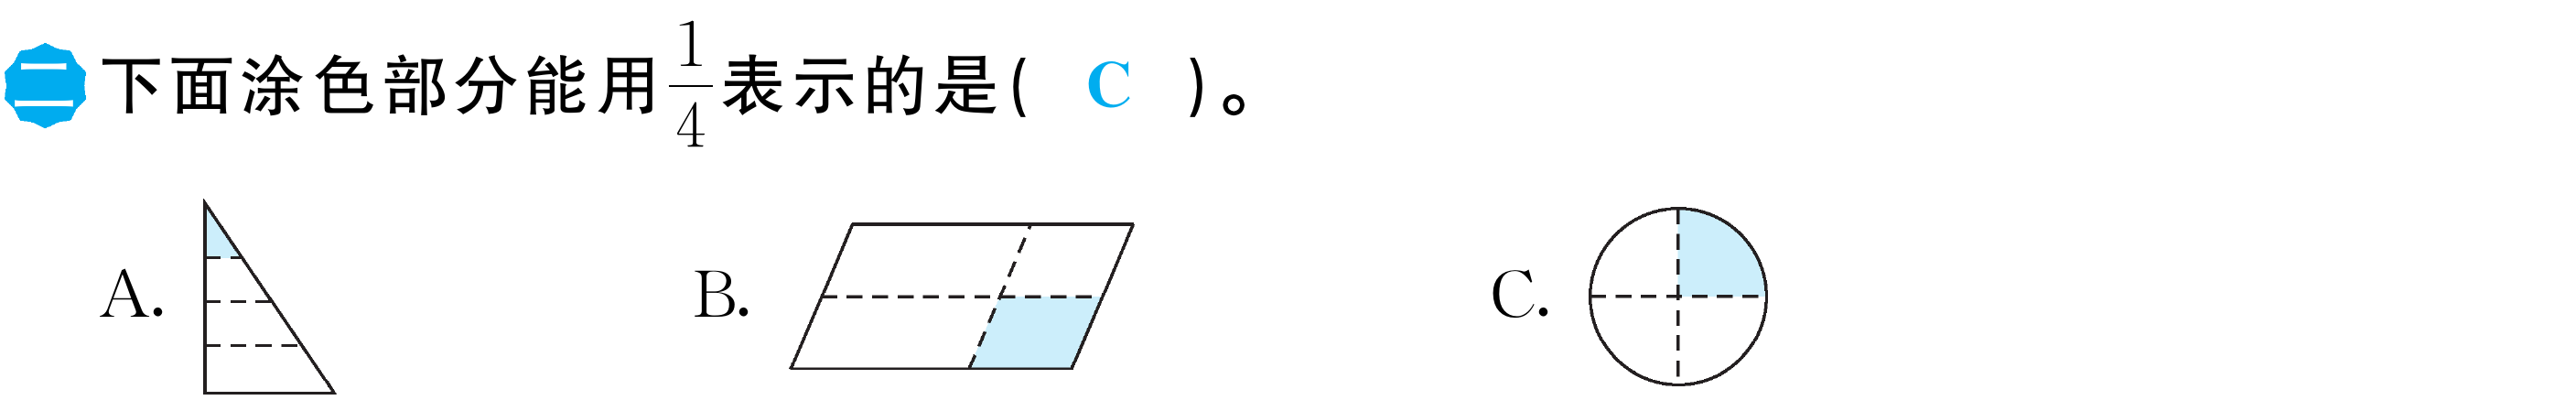 二 下面涂色部分能用1/4表示的是( C )。
A. B. C.